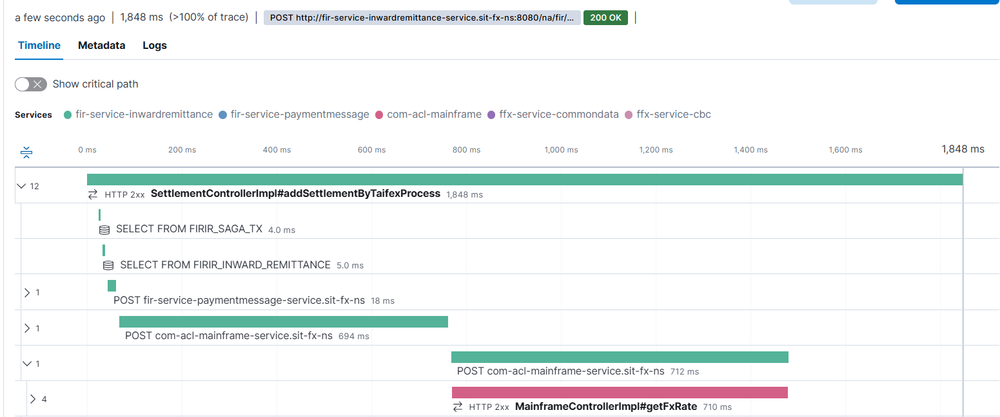 a few seconds ago | 1,848 ms (>100% of trace) | POST http://fir-service-inwardremittance-service.sit-fx-ns:8080/na/fir/... 200 OK |
Timeline Metadata Logs
Show critical path
Services fir-service-inwardremittance fir-service-paymentmessage com-acl-mainframe ffx-service-commondata ffx-service-cbc
0 ms 200 ms 400 ms 600 ms 800 ms 1,000 ms 1,200 ms 1,400 ms 1,600 ms 1,848 ms
12
HTTP 2xx SettlementControllerImpl#addSettlementByTaifexProcess 1,848 ms
SELECT FROM FIRIR_SAGA_TX 4.0 ms
SELECT FROM FIRIR_INWARD_REMITTANCE 5.0 ms
1
POST fir-service-paymentmessage-service.sit-fx-ns 18 ms
1
POST com-acl-mainframe-service.sit-fx-ns 694 ms
1
POST com-acl-mainframe-service.sit-fx-ns 712 ms
4
HTTP 2xx MainframeControllerImpl#getFxRate 710 ms